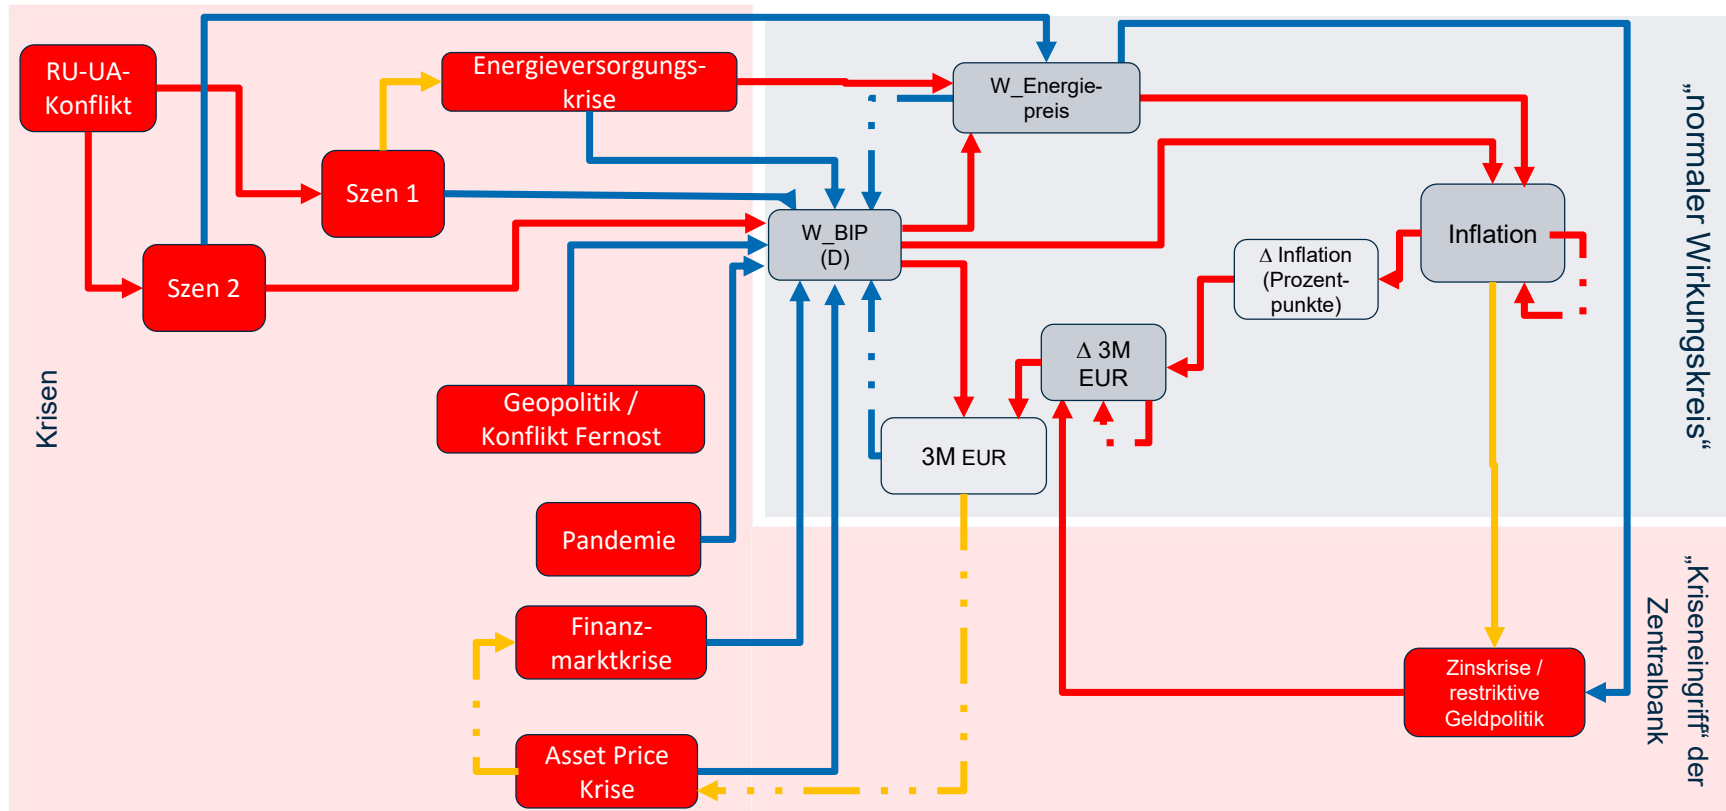 RU-UA-
Konflikt
Energieversorgungs-
krise
W_Energie-
preis
Szen 1
Szen 2
W_BIP
(D)
Inflation
Δ Inflation
(Prozent-
punkte)
Δ 3M
EUR
3M EUR
Geopolitik /
Konflikt Fernost
Pandemie
Finanz-
marktkrise
Asset Price
Krise
Zinskrise /
restriktive
Geldpolitik
Krisen
„normaler Wirkungskreis“
„Kriseneingriff“ der
Zentralbank